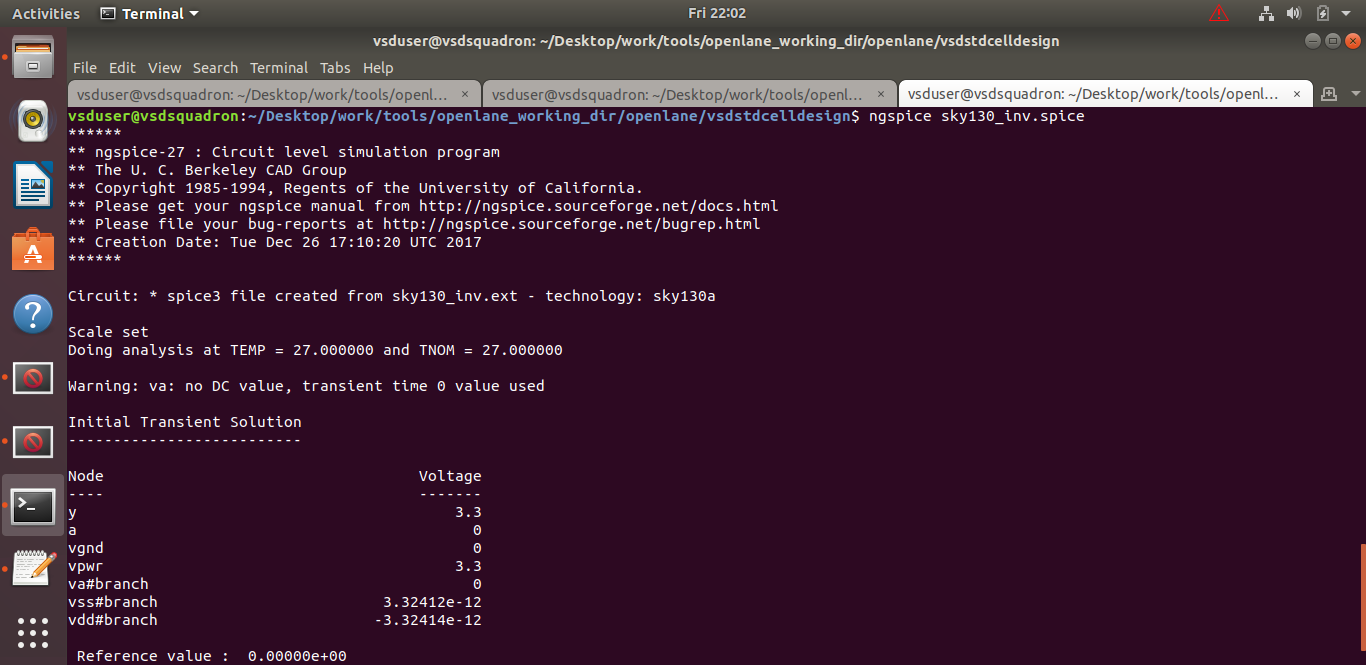 Activities Terminal Fri 22:02
vsduser@vsdsquadron: ~/Desktop/work/tools/openlane_working_dir/openlane/vsdstdcelldesign
File Edit View Search Terminal Tabs Help
vsduser@vsdsquadron: ~/Desktop/work/tools/openl... × vsduser@vsdsquadron: ~/Desktop/work/tools/openl... × vsduser@vsdsquadron: ~/Desktop/work/tools/openl... ×
vsduser@vsdsquadron:~/Desktop/work/tools/openlane_working_dir/openlane/vsdstdcelldesign$ ngspice sky130_inv.spice
******
** ngspice-27 : Circuit level simulation program
** The U. C. Berkeley CAD Group
** Copyright 1985-1994, Regents of the University of California.
** Please get your ngspice manual from http://ngspice.sourceforge.net/docs.html
** Please file your bug-reports at http://ngspice.sourceforge.net/bugrep.html
** Creation Date: Tue Dec 26 17:10:20 UTC 2017
******
Circuit: * spice3 file created from sky130_inv.ext - technology: sky130a
Scale set
Doing analysis at TEMP = 27.000000 and TNOM = 27.000000
Warning: va: no DC value, transient time 0 value used
Initial Transient Solution
--------------------------
Node Voltage
---- -------
y 3.3
a 0
vgnd 0
vpwr 3.3
va#branch 0
vss#branch 3.32412e-12
vdd#branch -3.32414e-12
Reference value : 0.00000e+00